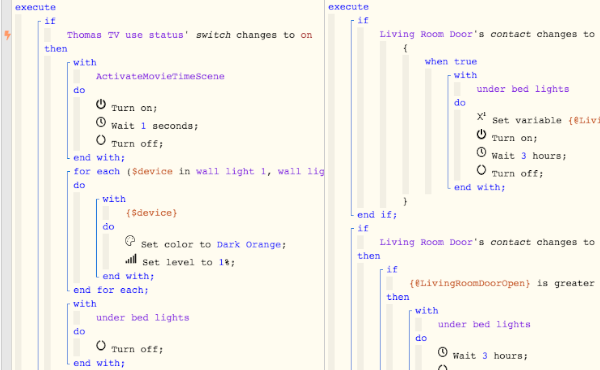 execute
if
Thomas TV use status' switch changes to on
then
with
ActivateMovieTimeScene
do
Turn on;
Wait 1 seconds;
Turn off;
end with;
for each ($device in wall light 1, wall lig
do
with
{$device}
do
Set color to Dark Orange;
Set level to 1%;
end with;
end for each;
with
under bed lights
do
Turn off;
end with;
execute
if
Living Room Door's contact changes to
{
when true
with
under bed lights
do
X¹ Set variable {@Livi
Turn on;
Wait 3 hours;
Turn off;
end with;
}
end if;
if
Living Room Door's contact changes to
then
if
{@LivingRoomDoorOpen} is greater
then
with
under bed lights
do
Wait 3 hours;